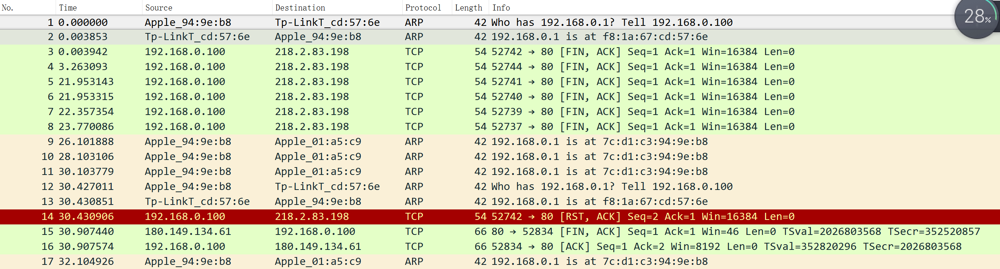 No. Time Source Destination Protocol Length Info
28%
1 0.000000 Apple_94:9e:b8 Tp-LinkT_cd:57:6e ARP 42 Who has 192.168.0.1? Tell 192.168.0.100
2 0.003853 Tp-LinkT_cd:57:6e Apple_94:9e:b8 ARP 42 192.168.0.1 is at f8:1a:67:cd:57:6e
3 0.003942 192.168.0.100 218.2.83.198 TCP 54 52742 → 80 [FIN, ACK] Seq=1 Ack=1 Win=16384 Len=0
4 3.263093 192.168.0.100 218.2.83.198 TCP 54 52744 → 80 [FIN, ACK] Seq=1 Ack=1 Win=16384 Len=0
5 21.953143 192.168.0.100 218.2.83.198 TCP 54 52741 → 80 [FIN, ACK] Seq=1 Ack=1 Win=16384 Len=0
6 21.953315 192.168.0.100 218.2.83.198 TCP 54 52740 → 80 [FIN, ACK] Seq=1 Ack=1 Win=16384 Len=0
7 22.357354 192.168.0.100 218.2.83.198 TCP 54 52739 → 80 [FIN, ACK] Seq=1 Ack=1 Win=16384 Len=0
8 23.770086 192.168.0.100 218.2.83.198 TCP 54 52737 → 80 [FIN, ACK] Seq=1 Ack=1 Win=16384 Len=0
9 26.101888 Apple_94:9e:b8 Apple_01:a5:c9 ARP 42 192.168.0.1 is at 7c:d1:c3:94:9e:b8
10 28.103106 Apple_94:9e:b8 Apple_01:a5:c9 ARP 42 192.168.0.1 is at 7c:d1:c3:94:9e:b8
11 30.103779 Apple_94:9e:b8 Apple_01:a5:c9 ARP 42 192.168.0.1 is at 7c:d1:c3:94:9e:b8
12 30.427011 Apple_94:9e:b8 Tp-LinkT_cd:57:6e ARP 42 Who has 192.168.0.1? Tell 192.168.0.100
13 30.430851 Tp-LinkT_cd:57:6e Apple_94:9e:b8 ARP 42 192.168.0.1 is at f8:1a:67:cd:57:6e
14 30.430906 192.168.0.100 218.2.83.198 TCP 54 52742 → 80 [RST, ACK] Seq=2 Ack=1 Win=16384 Len=0
15 30.907440 180.149.134.61 192.168.0.100 TCP 66 80 → 52834 [FIN, ACK] Seq=1 Ack=1 Win=46 Len=0 TSval=2026803568 TSecr=352520857
16 30.907574 192.168.0.100 180.149.134.61 TCP 66 52834 → 80 [ACK] Seq=1 Ack=2 Win=8192 Len=0 TSval=352820296 TSecr=2026803568
17 32.104926 Apple_94:9e:b8 Apple_01:a5:c9 ARP 42 192.168.0.1 is at 7c:d1:c3:94:9e:b8